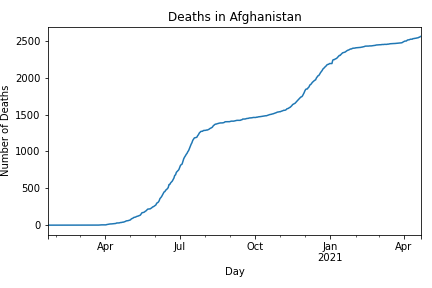 Deaths in Afghanistan
Number of Deaths
2500
2000
1500
1000
500
0
Apr Jul Oct Jan Apr
2021
Day